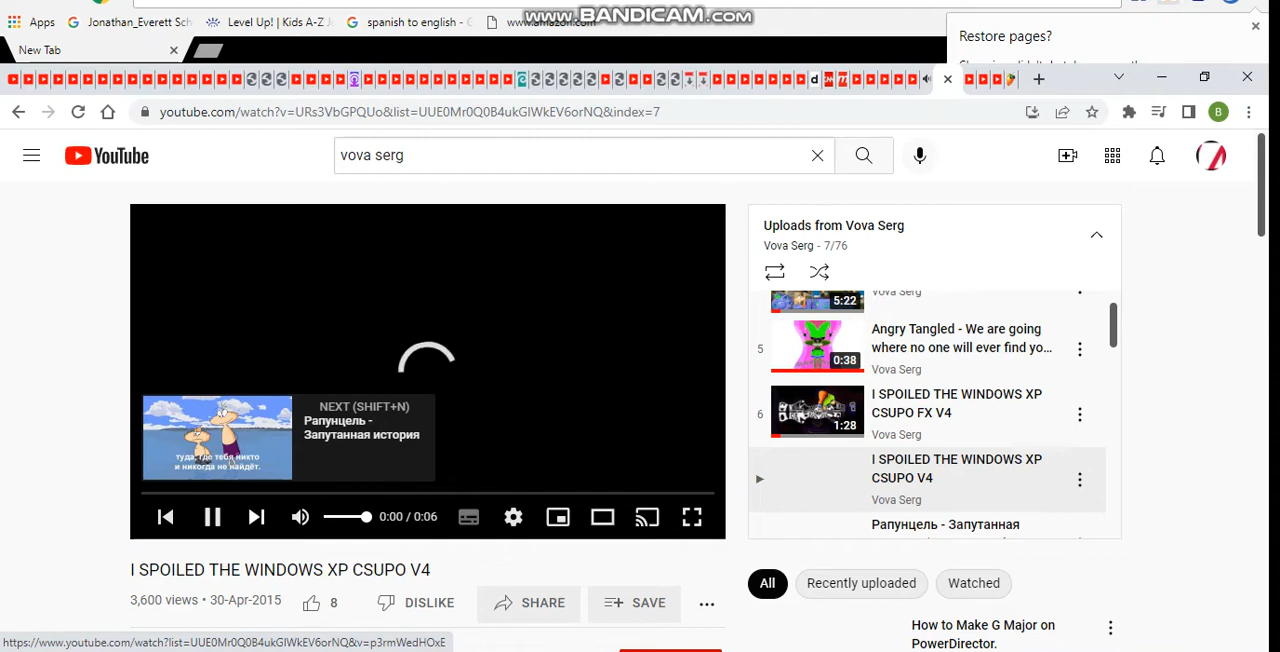 Apps
Jonathan_Everett Sch
Level Up! | Kids A-Z
spanish to english -
www.amazon.com
www.BANDICAM.com
Restore pages?
New Tab
youtube.com/watch?v=URs3VbGPQUo&list=UUE0Mr0Q0B4ukGIWkEV6orNQ&index=7
B
YouTube
vova serg
Uploads from Vova Serg
Vova Serg - 7/76
Vova Serg
5:22
5
Angry Tangled - We are going
where no one will ever find yo...
0:38
Vova Serg
6
I SPOILED THE WINDOWS XP
CSUPO FX V4
1:28
Vova Serg
I SPOILED THE WINDOWS XP
CSUPO V4
Vova Serg
Рапунцель - Запутанная
NEXT (SHIFT+N)
Рапунцель -
Запутанная история
туда, где тебя никто
и никогда не найдёт.
0:00 / 0:06
I SPOILED THE WINDOWS XP CSUPO V4
3,600 views • 30-Apr-2015
8
DISLIKE
SHARE
SAVE
All
Recently uploaded
Watched
How to Make G Major on
PowerDirector.
https://www.youtube.com/watch?list=UUE0Mr0Q0B4ukGIWkEV6orNQ&v=p3rmWedHOxE